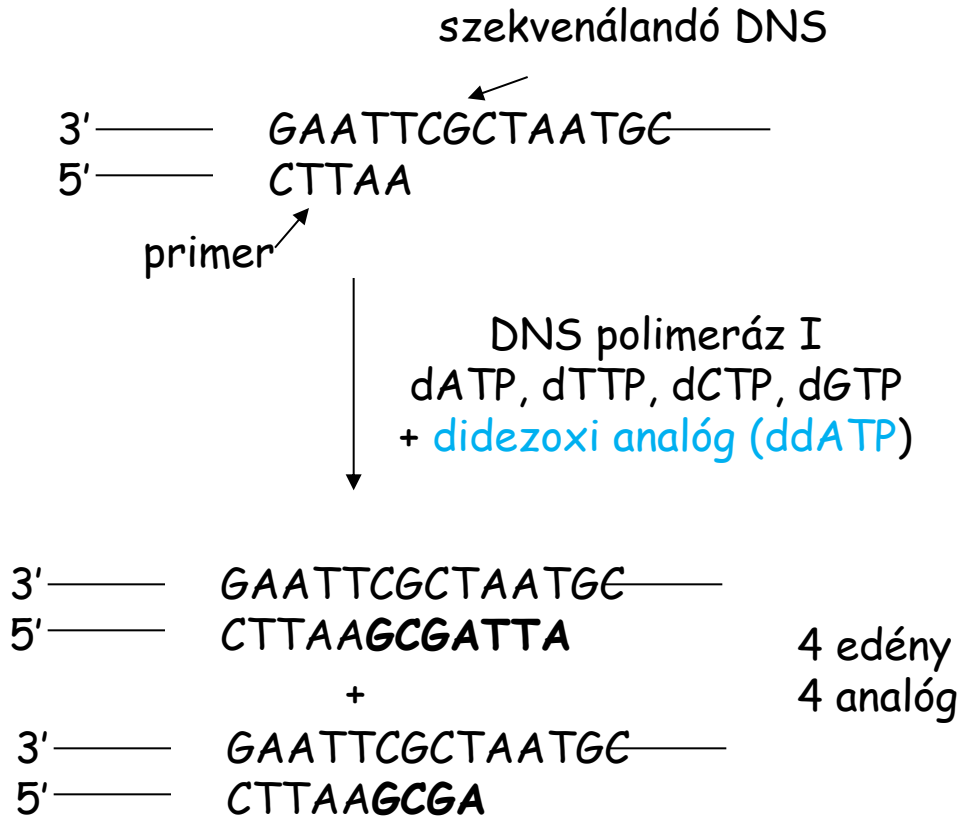 szekvenálandó DNS
3' GAATTCGCTAATGC
5' CTTAA
primer
DNS polimeráz I
dATP, dTTP, dCTP, dGTP
+ didezoxi analóg (ddATP)
3' GAATTCGCTAATGC
5' CTTAAGCGATTA
+
3' GAATTCGCTAATGC
5' CTTAAGCGA
4 edény
4 analóg